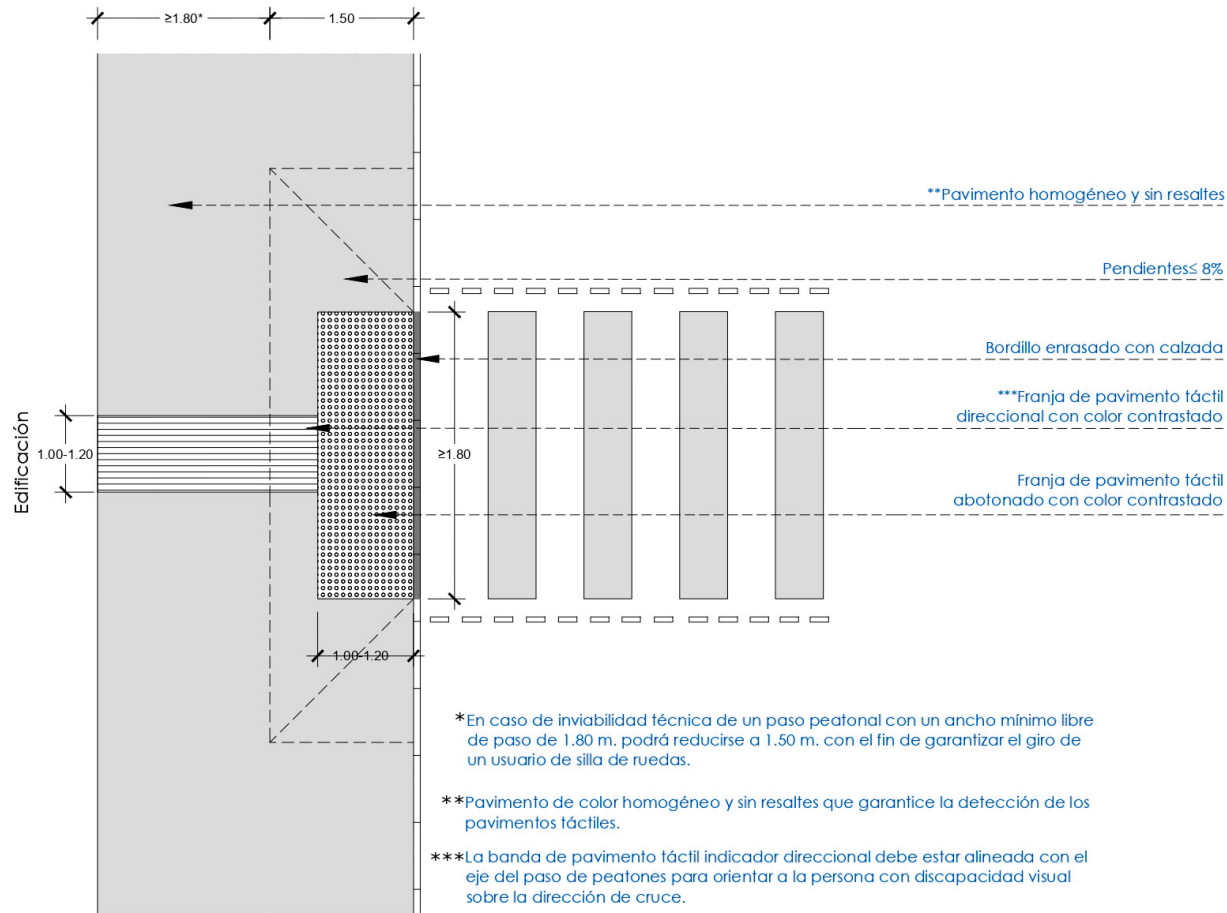 ≥1.80*
1.50
**Pavimento homogéneo y sin resaltes
Pendientes≤ 8%
Bordillo enrasado con calzada
***Franja de pavimento táctil
direccional con color contrastado
Edificación
1.00-1.20
≥1.80
Franja de pavimento táctil
abotonado con color contrastado
1.00-1.20
*En caso de inviabilidad técnica de un paso peatonal con un ancho mínimo libre
de paso de 1.80 m. podrá reducirse a 1.50 m. con el fin de garantizar el giro de
un usuario de silla de ruedas.
**Pavimento de color homogéneo y sin resaltes que garantice la detección de los
pavimentos táctiles.
***La banda de pavimento táctil indicador direccional debe estar alineada con el
eje del paso de peatones para orientar a la persona con discapacidad visual
sobre la dirección de cruce.